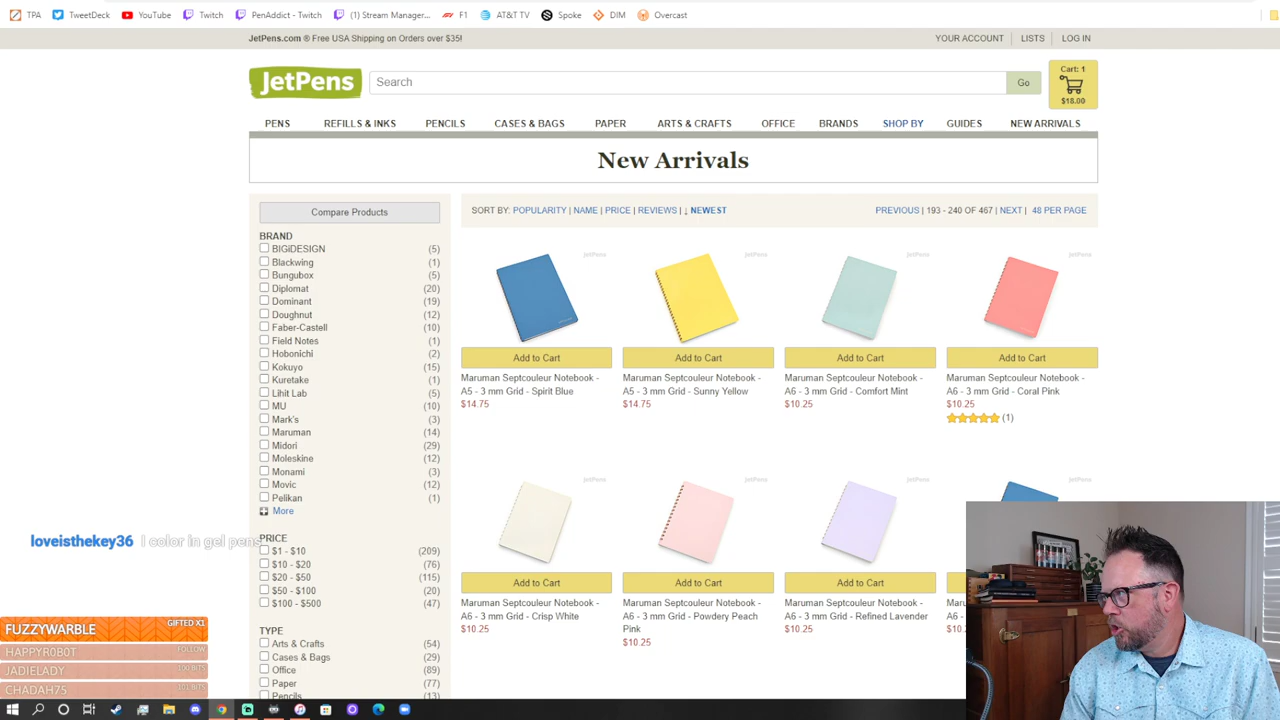 TPA TweetDeck YouTube Twitch PenAddict - Twitch (1) Stream Manager... F1 AT&T TV Spoke DIM Overcast
JetPens.com ® Free USA Shipping on Orders over $35!
YOUR ACCOUNT LISTS LOG IN
JetPens
Search
Go
Cart: 1
$18.00
PENS REFILLS & INKS PENCILS CASES & BAGS PAPER ARTS & CRAFTS OFFICE BRANDS SHOP BY GUIDES NEW ARRIVALS
New Arrivals
Compare Products
BRAND
BIGiDESIGN (5)
Blackwing (1)
Bungubox (5)
Diplomat (20)
Dominant (19)
Doughnut (12)
Faber-Castell (10)
Field Notes (1)
Hobonichi (2)
Kokuyo (15)
Kuretake (1)
Lihit Lab (5)
MU (10)
Mark's (3)
Maruman (14)
Midori (29)
Moleskine (12)
Monami (3)
Movic (12)
Pelikan (1)
More
PRICE
$1 - $10 (209)
$10 - $20 (76)
$20 - $50 (115)
$50 - $100 (20)
$100 - $500 (47)
TYPE
Arts & Crafts (54)
Cases & Bags (29)
Office (89)
Paper (77)
Pencils (13)
SORT BY: POPULARITY | NAME | PRICE | REVIEWS | ↓ NEWEST
PREVIOUS | 193 - 240 OF 467 | NEXT | 48 PER PAGE
JetPens JetPens JetPens JetPens
Add to Cart Add to Cart Add to Cart Add to Cart
Maruman Septcouleur Notebook -
A5 - 3 mm Grid - Spirit Blue
$14.75
Maruman Septcouleur Notebook -
A5 - 3 mm Grid - Sunny Yellow
$14.75
Maruman Septcouleur Notebook -
A6 - 3 mm Grid - Comfort Mint
$10.25
Maruman Septcouleur Notebook -
A6 - 3 mm Grid - Coral Pink
$10.25
(1)
JetPens JetPens JetPens JetPens
Add to Cart Add to Cart Add to Cart
Maruman Septcouleur Notebook -
A6 - 3 mm Grid - Crisp White
$10.25
Maruman Septcouleur Notebook -
A6 - 3 mm Grid - Powdery Peach
Pink
$10.25
Maruman Septcouleur Notebook -
A6 - 3 mm Grid - Refined Lavender
$10.25
loveisthekey36 I color in gel pens
FUZZYWARBLE GIFTED X1
HAPPYR0B0T FOLLOW
JADIELADY 100 BITS
CHADAH75 101 BITS